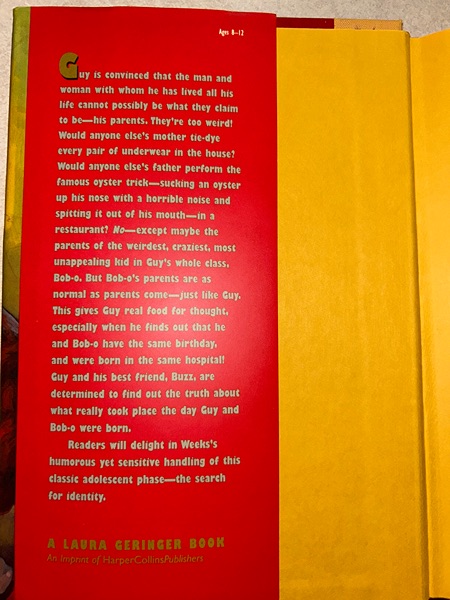 Ages 8–12
Guy is convinced that the man and
woman with whom he has lived all his
life cannot possibly be what they claim
to be—his parents. They're too weird!
Would anyone else's mother tie-dye
every pair of underwear in the house?
Would anyone else's father perform the
famous oyster trick—sucking an oyster
up his nose with a horrible noise and
spitting it out of his mouth—in a
restaurant? No—except maybe the
parents of the weirdest, craziest, most
unappealing kid in Guy's whole class,
Bob-o. But Bob-o's parents are as
normal as parents come—just like Guy.
This gives Guy real food for thought,
especially when he finds out that he
and Bob-o have the same birthday,
and were born in the same hospital!
Guy and his best friend, Buzz, are
determined to find out the truth about
what really took place the day Guy and
Bob-o were born.
Readers will delight in Weeks's
humorous yet sensitive handling of this
classic adolescent phase—the search
for identity.
A LAURA GERINGER BOOK
An Imprint of HarperCollinsPublishers